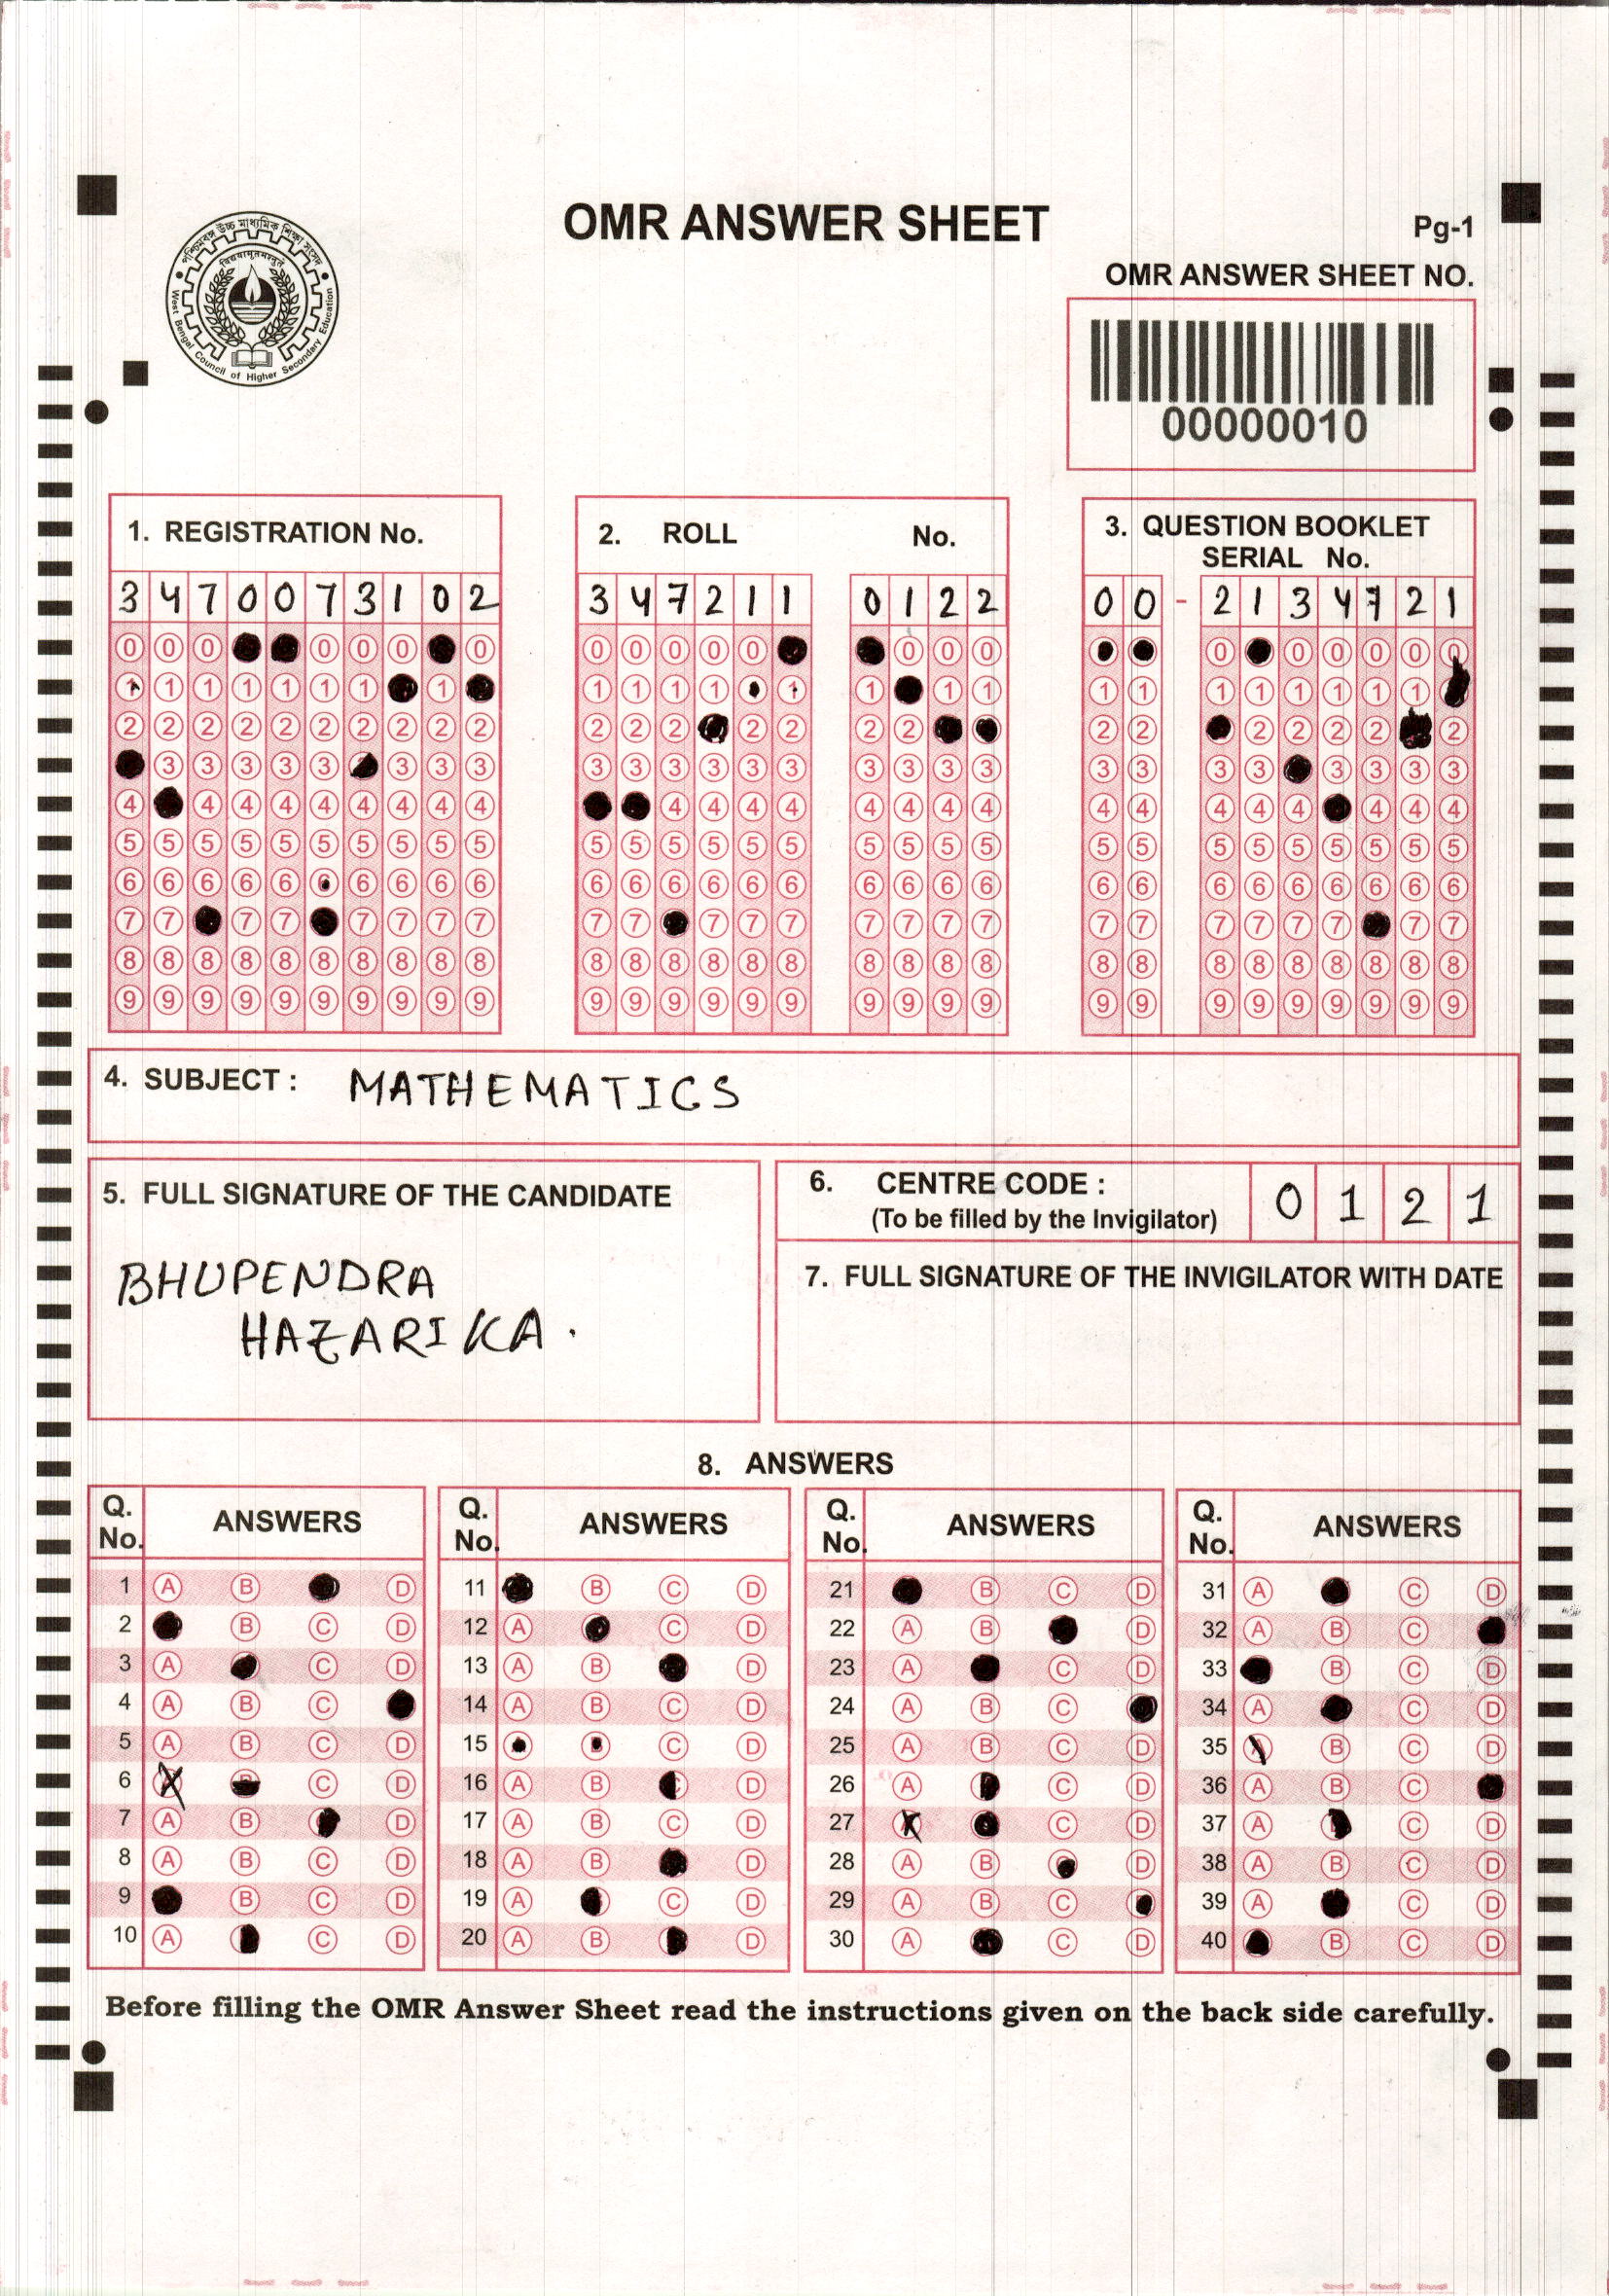 OMR ANSWER SHEET
Pg-1
পশ্চিমবঙ্গ উচ্চ মাধ্যমিক শিক্ষা সংসদ
West Bengal Council of Higher Secondary Education
OMR ANSWER SHEET NO.
00000010
1. REGISTRATION No.
3 4 7 0 0 7 3 1 0 2
2. ROLL No.
3 4 7 2 1 1 0 1 2 2
3. QUESTION BOOKLET
SERIAL No.
0 0 - 2 1 3 4 7 2 1
4. SUBJECT : MATHEMATICS
5. FULL SIGNATURE OF THE CANDIDATE
BHUPENDRA
HAZARIKA.
6. CENTRE CODE : 0 1 2 1
(To be filled by the Invigilator)
7. FULL SIGNATURE OF THE INVIGILATOR WITH DATE
8. ANSWERS
Q. No. ANSWERS Q. No. ANSWERS Q. No. ANSWERS Q. No. ANSWERS
1 A B D 11 B C D 21 B C D 31 A C D
2 B C D 12 A C D 22 A B D 32 A B C
3 A C D 13 A B D 23 A C D 33 B C D
4 A B C 14 A B C D 24 A B C 34 A C D
5 A B C D 15 C D 25 A B C D 35 B C D
6 C D 16 A B D 26 A C D 36 A B C
7 A B D 17 A B C D 27 C D 37 A C D
8 A B C D 18 A B D 28 A B D 38 A B C D
9 B C D 19 A C D 29 A B C 39 A C D
10 A C D 20 A B D 30 A C D 40 B C D
Before filling the OMR Answer Sheet read the instructions given on the back side carefully.